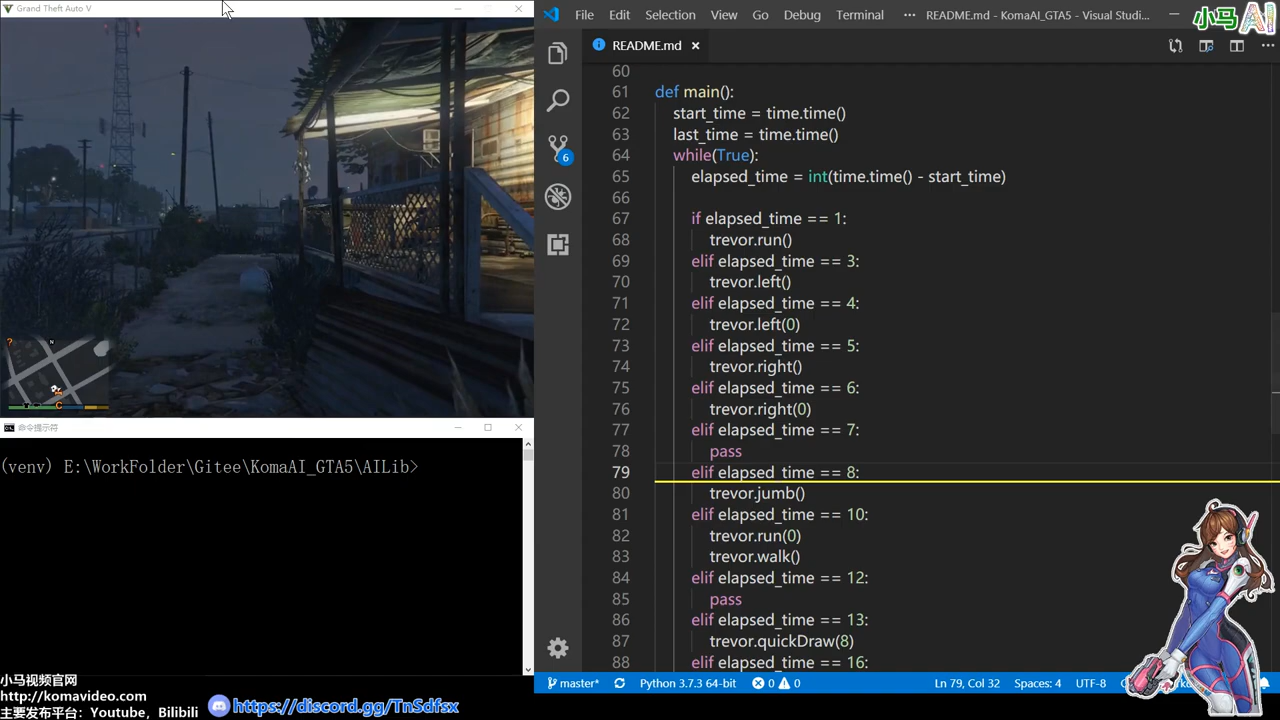 Grand Theft Auto V
N
?
C
命令提示符
(venv) E:\WorkFolder\Gitee\KomaAI_GTA5\AILib>
小马视频官网
http://komavideo.com
主要发布平台：Youtube，Bilibili
https://discord.gg/TnSdfsx
File Edit Selection View Go Debug Terminal ··· README.md - KomaAI_GTA5 - Visual Studi...
小马AI
README.md
6
60
61 def main():
62 start_time = time.time()
63 last_time = time.time()
64 while(True):
65 elapsed_time = int(time.time() - start_time)
66
67 if elapsed_time == 1:
68 trevor.run()
69 elif elapsed_time == 3:
70 trevor.left()
71 elif elapsed_time == 4:
72 trevor.left(0)
73 elif elapsed_time == 5:
74 trevor.right()
75 elif elapsed_time == 6:
76 trevor.right(0)
77 elif elapsed_time == 7:
78 pass
79 elif elapsed_time == 8:
80 trevor.jumb()
81 elif elapsed_time == 10:
82 trevor.run(0)
83 trevor.walk()
84 elif elapsed_time == 12:
85 pass
86 elif elapsed_time == 13:
87 trevor.quickDraw(8)
88 elif elapsed_time == 16:
master* Python 3.7.3 64-bit 0 0 Ln 79, Col 32 Spaces: 4 UTF-8